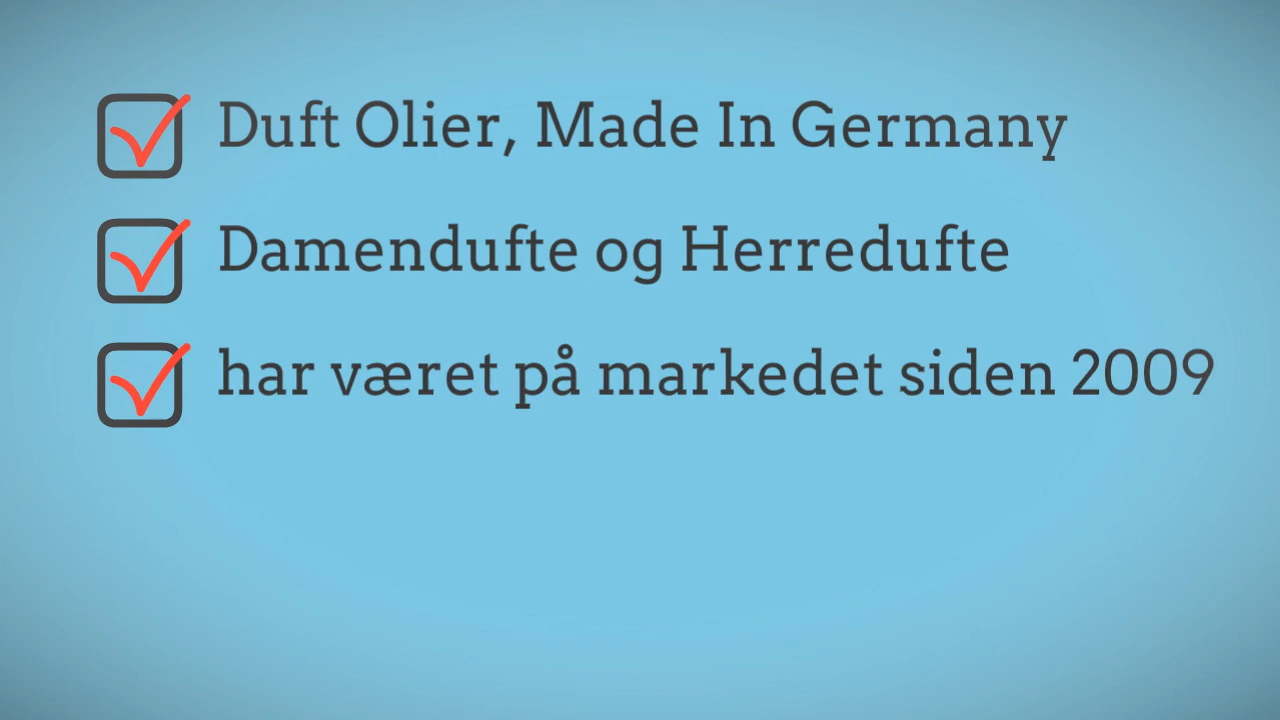 Duft Olier, Made In Germany
Damendufte og Herredufte
har været på markedet siden 2009